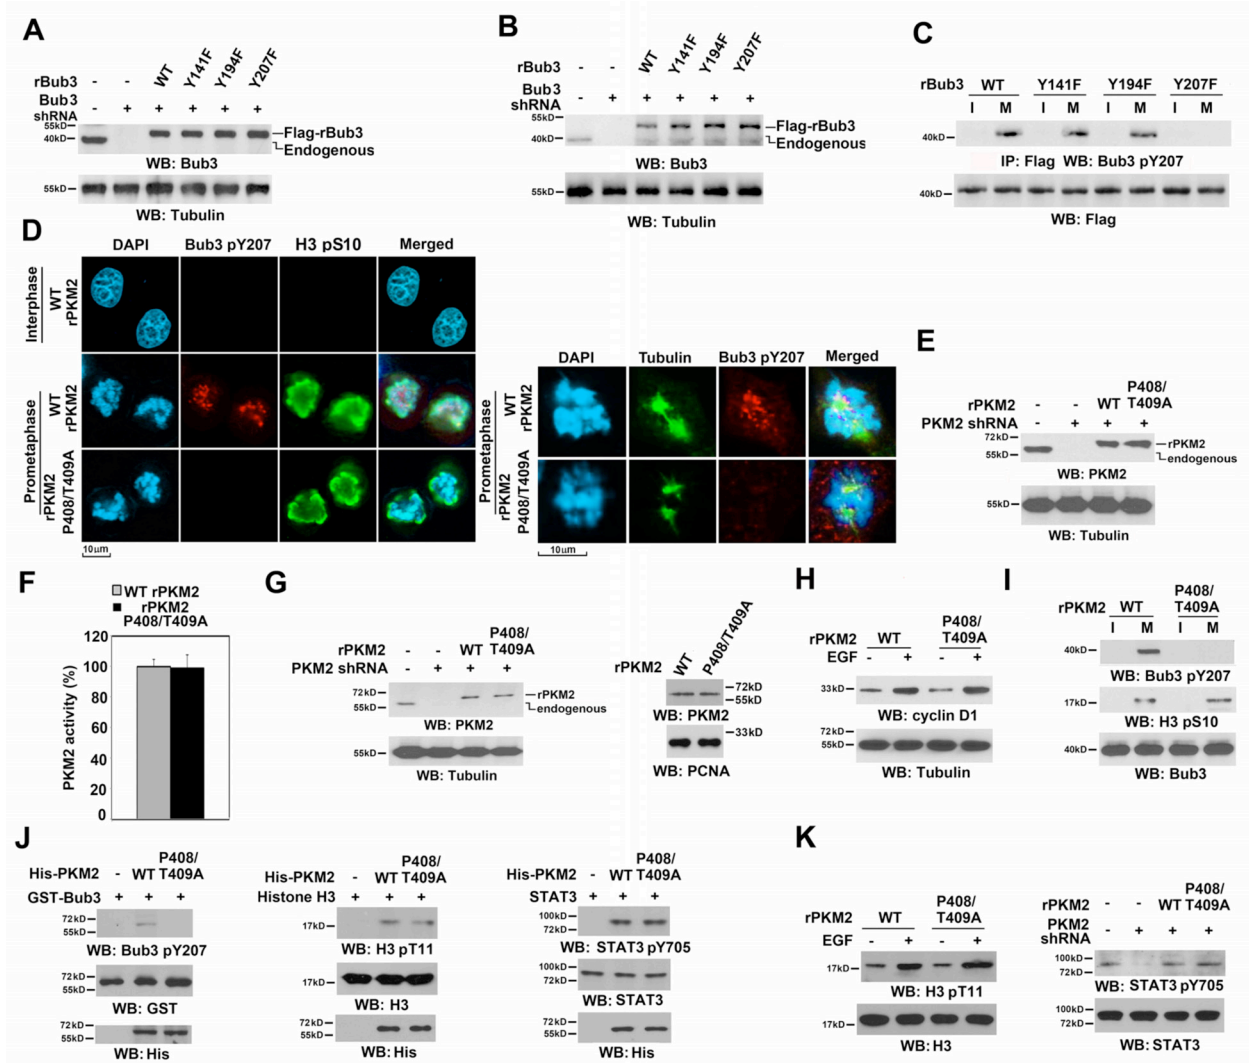 A
rBub3 - - WT Y141F Y194F Y207F
Bub3 shRNA - + + + + +
55kD
40kD
Flag-rBub3
Endogenous
WB: Bub3
55kD
WB: Tubulin
B
rBub3 - - WT Y141F Y194F Y207F
Bub3 shRNA - + + + + +
55kD
40kD
Flag-rBub3
Endogenous
WB: Bub3
55kD
WB: Tubulin
C
rBub3 WT Y141F Y194F Y207F
I M I M I M I M
40kD
IP: Flag WB: Bub3 pY207
40kD
WB: Flag
D
DAPI Bub3 pY207 H3 pS10 Merged
Interphase
WT rPKM2
Prometaphase
WT rPKM2
rPKM2 P408/T409A
10µm
DAPI Tubulin Bub3 pY207 Merged
Prometaphase
WT rPKM2
rPKM2 P408/T409A
10µm
E
P408/
rPKM2 - - WT T409A
PKM2 shRNA - + + +
72kD
55kD
rPKM2
endogenous
WB: PKM2
55kD
WB: Tubulin
F
WT rPKM2
rPKM2
P408/T409A
PKM2 activity (%)
120
100
80
60
40
20
0
G
P408/
rPKM2 - - WT T409A
PKM2 shRNA - + + +
72kD
55kD
rPKM2
endogenous
WB: PKM2
55kD
WB: Tubulin
rPKM2 WT P408/T409A
72kD
55kD
WB: PKM2
33kD
WB: PCNA
H
P408/
rPKM2 WT T409A
EGF - + - +
33kD
WB: cyclin D1
72kD
55kD
WB: Tubulin
I
P408/
rPKM2 WT T409A
I M I M
40kD
WB: Bub3 pY207
17kD
WB: H3 pS10
40kD
WB: Bub3
J
P408/
His-PKM2 - WT T409A
GST-Bub3 + + +
72kD
55kD
WB: Bub3 pY207
72kD
55kD
WB: GST
72kD
55kD
WB: His
P408/
His-PKM2 - WT T409A
Histone H3 + + +
17kD
WB: H3 pT11
17kD
WB: H3
72kD
55kD
WB: His
P408/
His-PKM2 - WT T409A
STAT3 + + +
100kD
72kD
WB: STAT3 pY705
100kD
72kD
WB: STAT3
72kD
55kD
WB: His
K
P408/
rPKM2 WT T409A
EGF - + - +
17kD
WB: H3 pT11
17kD
WB: H3
P408/
rPKM2 - - WT T409A
PKM2 shRNA - + + +
100kD
72kD
WB: STAT3 pY705
100kD
72kD
WB: STAT3